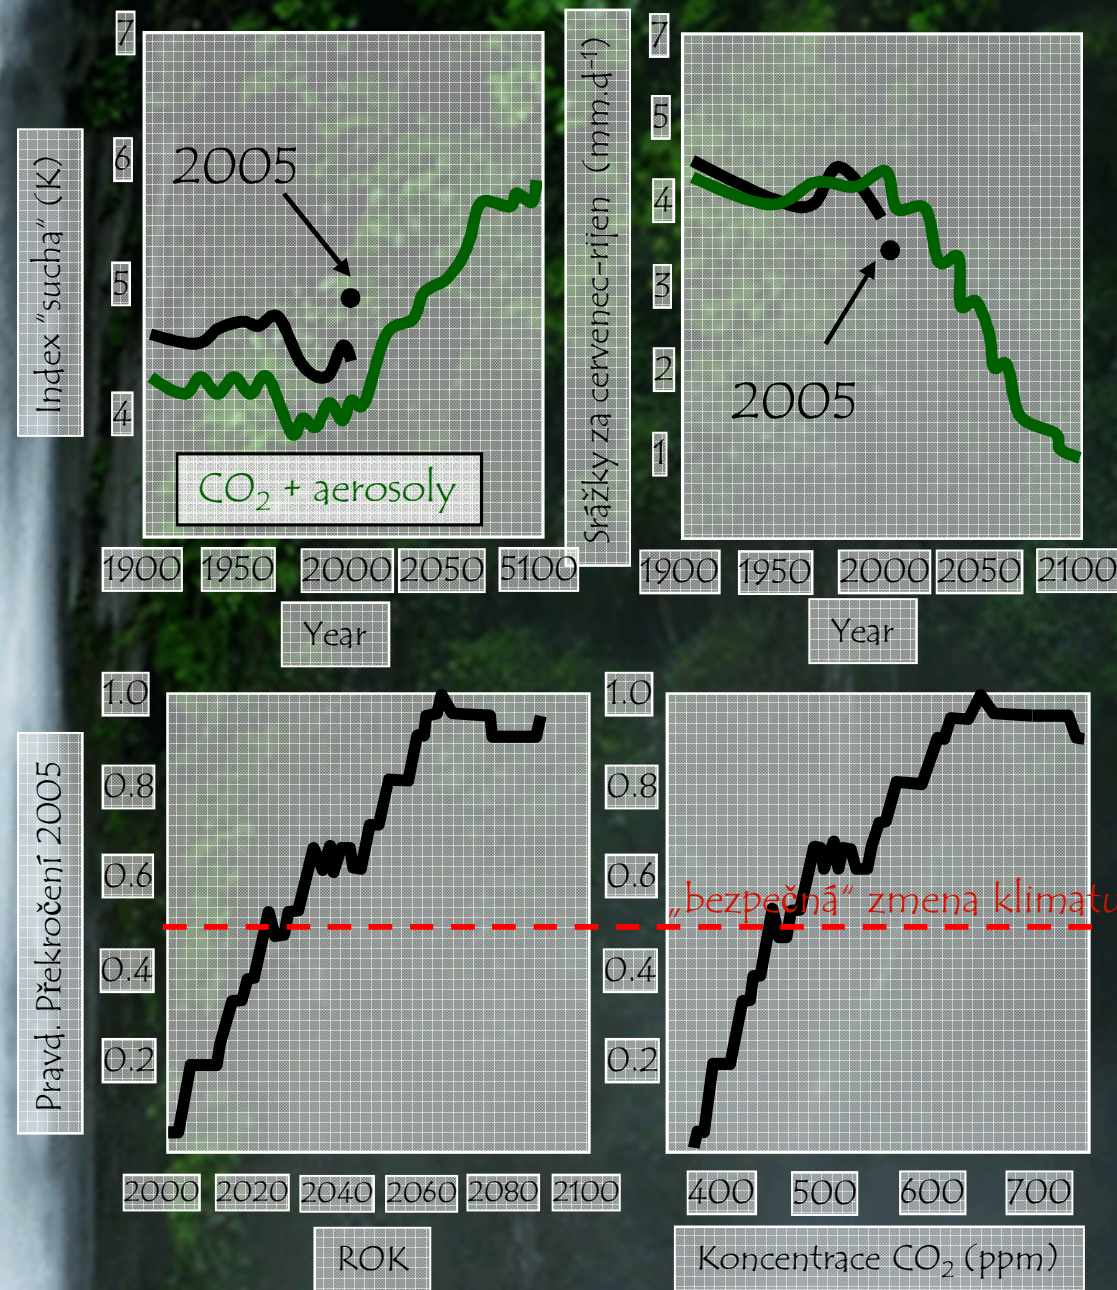 7
6
5
4
Index "sucha" (K)
2005
CO₂ + aerosoly
1900 1950 2000 2050 5100
Year
Srážky za cervenec-rijen (mm.d⁻¹)
7
5
4
3
2
1
2005
1900 1950 2000 2050 2100
Year
Pravd. Překročení 2005
1.0
0.8
0.6
0.4
0.2
2000 2020 2040 2060 2080 2100
ROK
1.0
0.8
0.6
0.4
0.2
„bezpečná“ zmena klimatu
400 500 600 700
Koncentrace CO₂ (ppm)